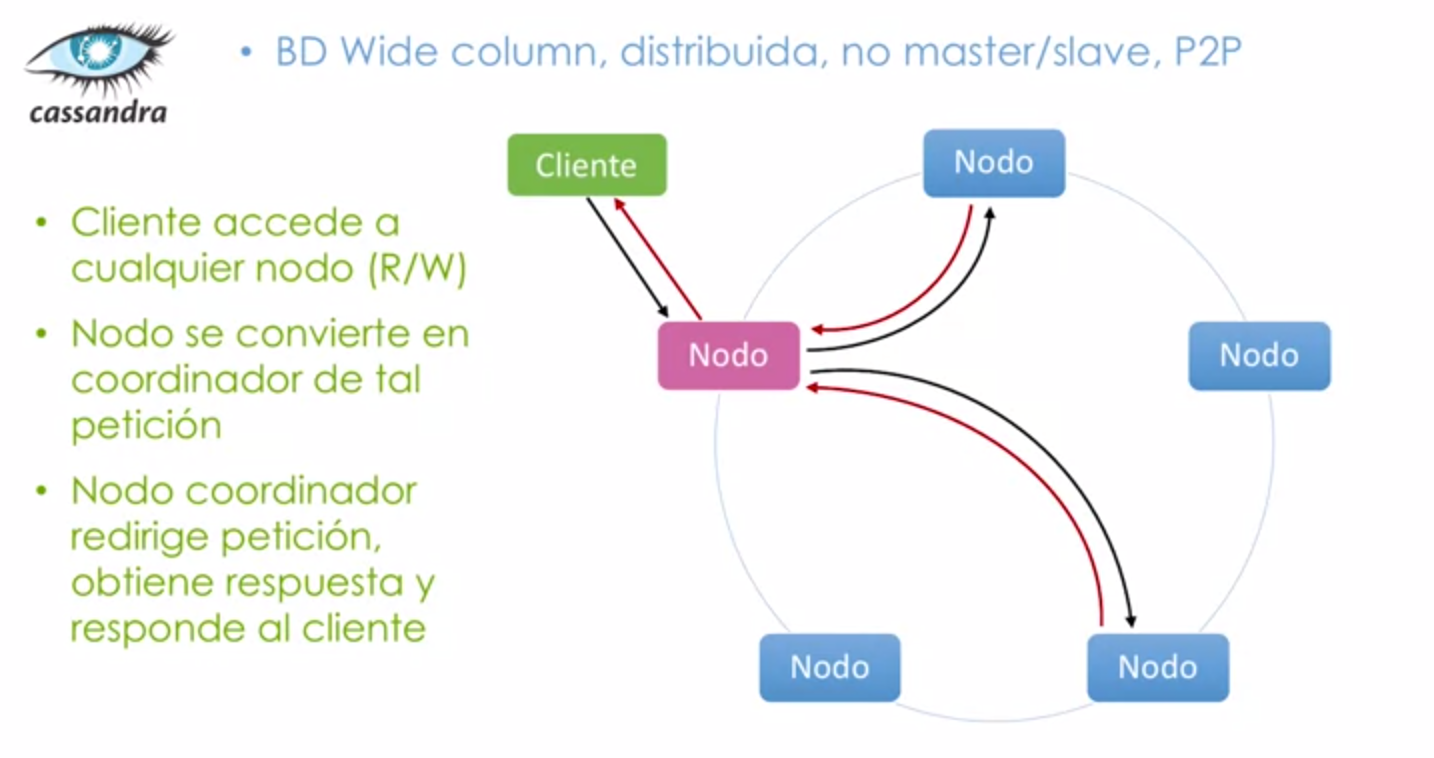 cassandra
• BD Wide column, distribuida, no master/slave, P2P
• Cliente accede a
cualquier nodo (R/W)
• Nodo se convierte en
coordinador de tal
petición
• Nodo coordinador
redirige petición,
obtiene respuesta y
responde al cliente
Cliente
Nodo
Nodo
Nodo
Nodo
Nodo